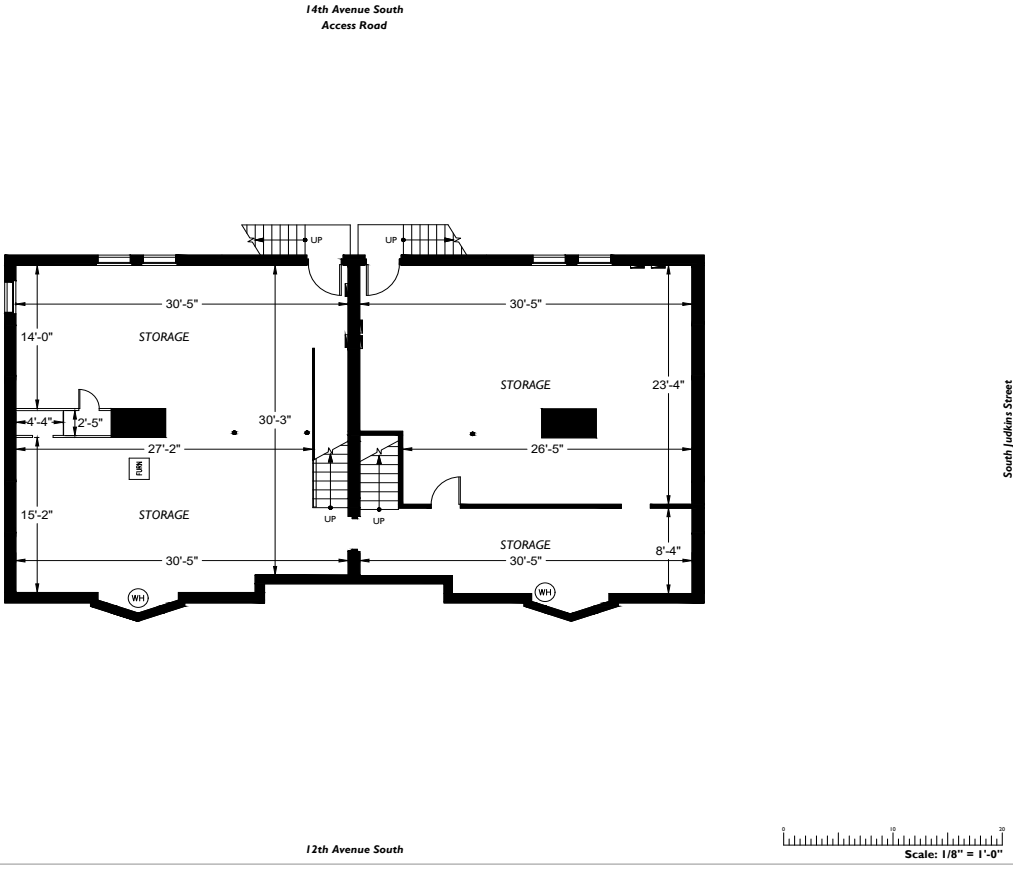 14th Avenue South
Access Road
UP
UP
30'-5"
30'-5"
14'-0"
STORAGE
STORAGE
23'-4"
4'-4"
2'-5"
30'-3"
27'-2"
26'-5"
FURN
15'-2"
STORAGE
UP
UP
STORAGE
8'-4"
30'-5"
30'-5"
WH
WH
South Judkins Street
12th Avenue South
0
10
20
Scale: 1/8" = 1'-0"